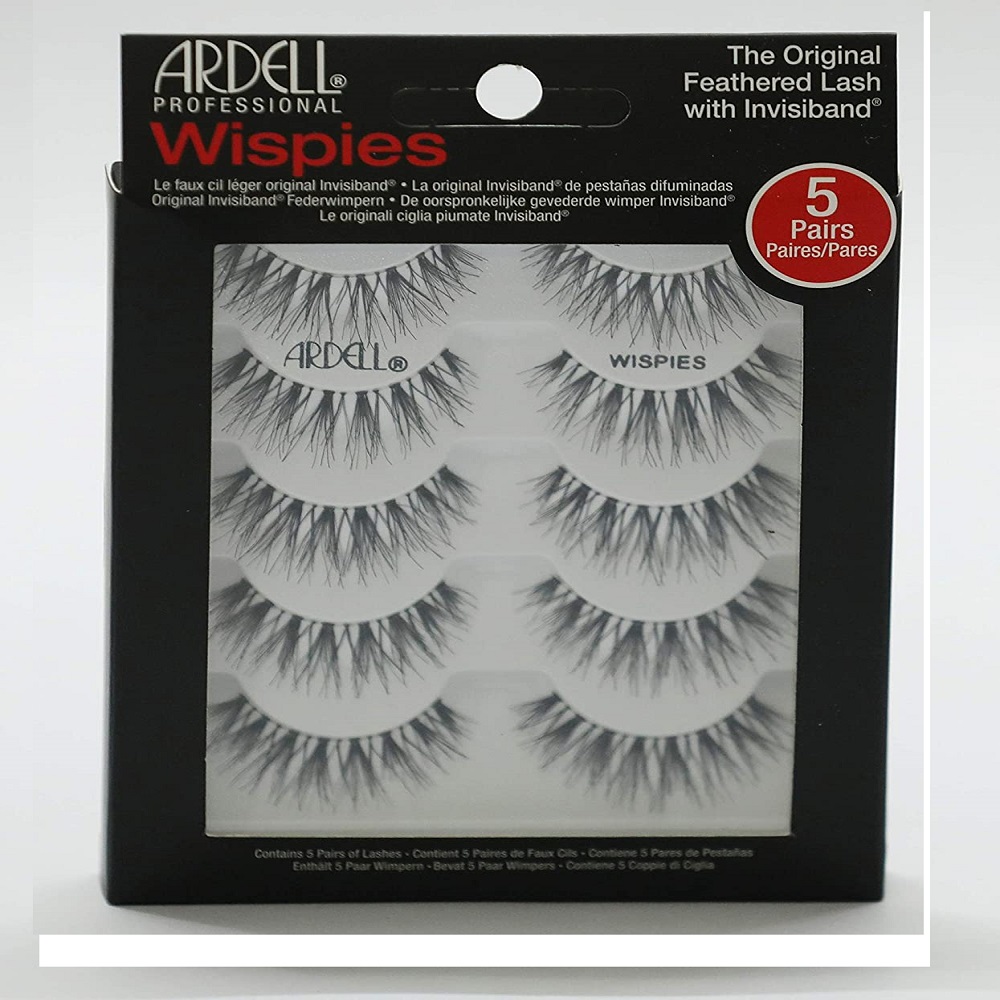 ARDELL®
PROFESSIONAL
Wispies
The Original
Feathered Lash
with Invisiband®
Le faux cil léger original Invisiband® • La original Invisiband® de pestañas difuminadas
Original Invisiband® Federwimpern • De oorspronkelijke gevederde wimper Invisiband®
Le originali ciglia piumate Invisiband®
5
Pairs
Paires/Pares
ARDELL®
WISPIES
Contains 5 Pairs of Lashes • Contient 5 Paires de Faux Cils • Contiene 5 Pares de Pestañas
Enthält 5 Paar Wimpern • Bevat 5 Paar Wimpers • Contiene 5 Coppie di Ciglia